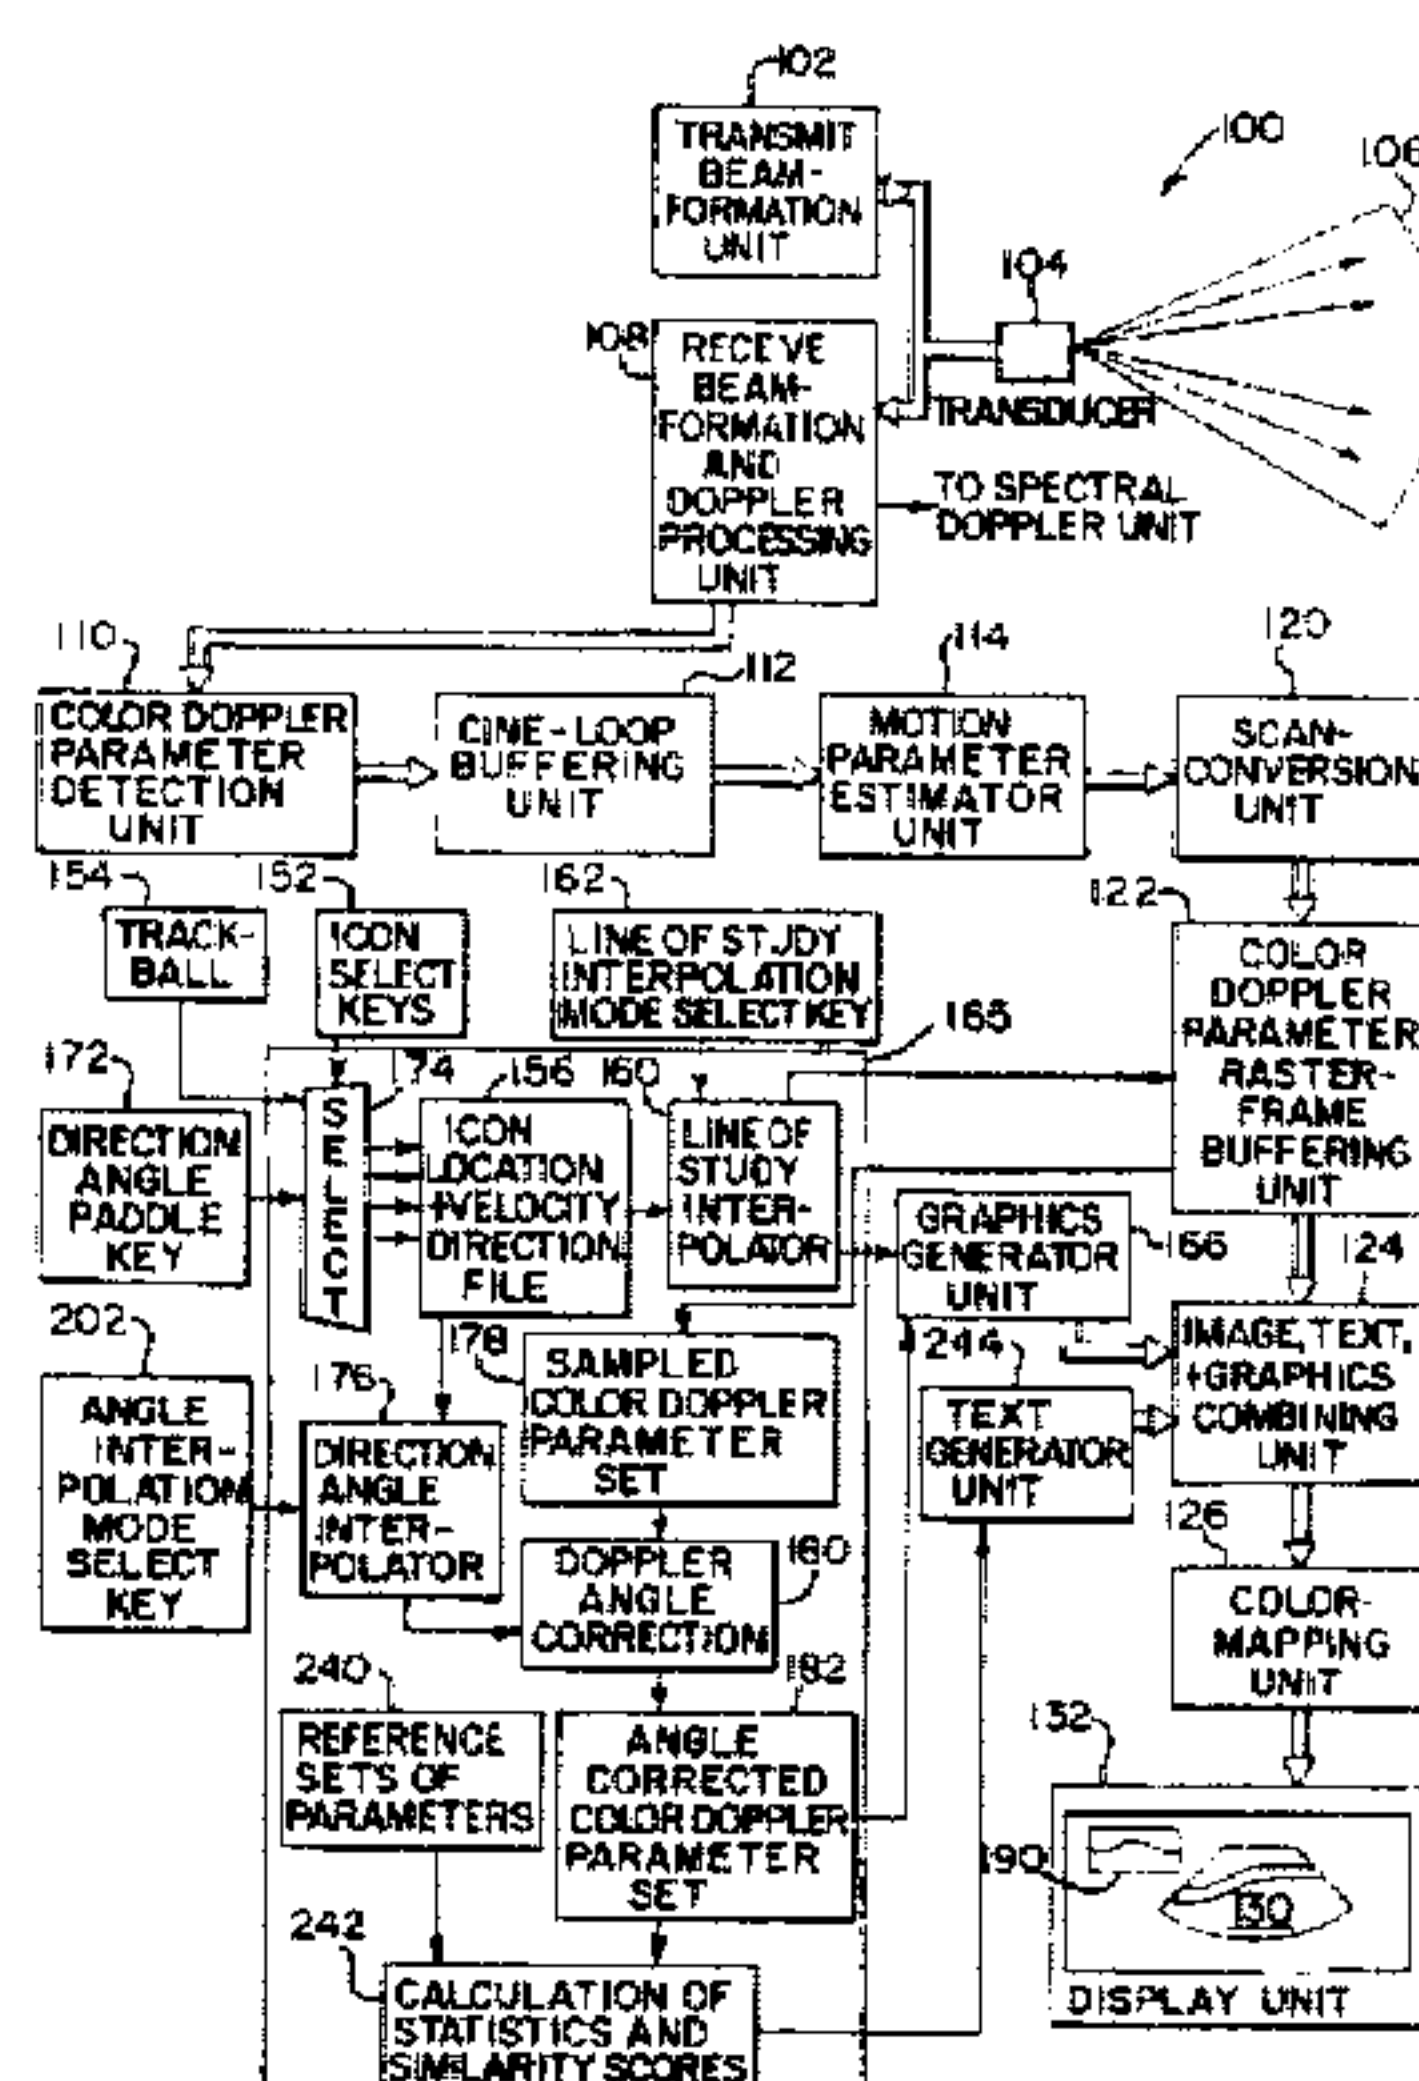 102
TRANSMIT
BEAM-
FORMATION
UNIT
100
106
104
TRANSDUCER
108
RECEIVE
BEAM-
FORMATION
AND
DOPPLER
PROCESSING
UNIT
TO SPECTRAL
DOPPLER UNIT
110
COLOR DOPPLER
PARAMETER
DETECTION
UNIT
112
CINE-LOOP
BUFFERING
UNIT
114
MOTION
PARAMETER
ESTIMATOR
UNIT
120
SCAN-
CONVERSION
UNIT
154
TRACK-
BALL
152
ICON
SELECT
KEYS
162
LINE OF STUDY
INTERPOLATION
MODE SELECT KEY
165
122
COLOR
DOPPLER
PARAMETER
RASTER-
FRAME
BUFFERING
UNIT
172
DIRECTION
ANGLE
PADDLE
KEY
174
SELECT
156
ICON
LOCATION
+VELOCITY
DIRECTION
FILE
160
LINE OF
STUDY
INTER-
POLATOR
GRAPHICS
GENERATOR
UNIT
166
124
IMAGE, TEXT,
+GRAPHICS
COMBINING
UNIT
202
ANGLE
INTER-
POLATION
MODE
SELECT
KEY
176
DIRECTION
ANGLE
INTER-
POLATOR
178
SAMPLED
COLOR DOPPLER
PARAMETER
SET
244
TEXT
GENERATOR
UNIT
180
DOPPLER
ANGLE
CORRECTION
126
COLOR-
MAPPING
UNIT
240
REFERENCE
SETS OF
PARAMETERS
182
ANGLE
CORRECTED
COLOR DOPPLER
PARAMETER
SET
132
190
130
DISPLAY UNIT
242
CALCULATION OF
STATISTICS AND
SIMILARITY SCORES